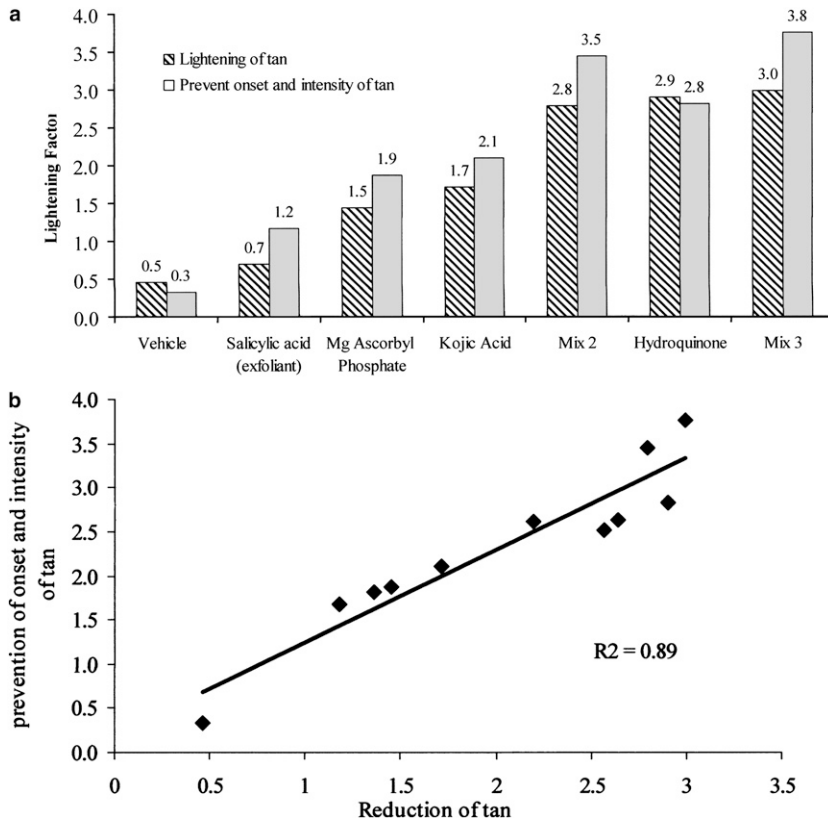 a
4.0
3.5
3.0
2.5
2.0
1.5
1.0
0.5
0.0
Lightening Factor
Lightening of tan
Prevent onset and intensity of tan
0.5
0.3
0.7
1.2
1.5
1.9
1.7
2.1
2.8
3.5
2.9
2.8
3.0
3.8
Vehicle
Salicylic acid
(exfoliant)
Mg Ascorbyl
Phosphate
Kojic Acid
Mix 2
Hydroquinone
Mix 3
b
4.0
3.5
3.0
2.5
2.0
1.5
1.0
0.5
0.0
prevention of onset and intensity
of tan
R2 = 0.89
0
0.5
1
1.5
2
2.5
3
3.5
Reduction of tan